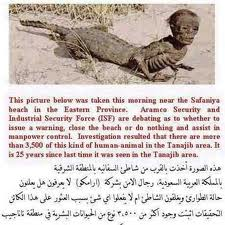 This picture below was taken this morning near the Safaniya
beach in the Eastern Province. Aramco Security and
Industrial Security Force (ISF) are debating as to whether to
issue a warning, close the beach or do nothing and assist in
manpower control. Investigation resulted that there are
more than 3,500 of this kind of human-animal in the Tanajib area. It
is 25 years since last time it was seen in the Tanajib area.
هذه الصورة أخذت بالقرب من شاطئ السفانيه بالمنطقة الشرقية
بالمملكة العربية السعودية. رجال الامن بشركة (ارامكو) لا يعرفون هل يعلنون
حالة الطوارئ ويغلقون الشاطئ ام لا يفعلوا اي شئ بسبب العثور على هذا الكائن
التحقيقات اثبتت وجود أكثر من ٣.٥٠٠ نوع من الحيوانات البشرية في منطقة تناجيب